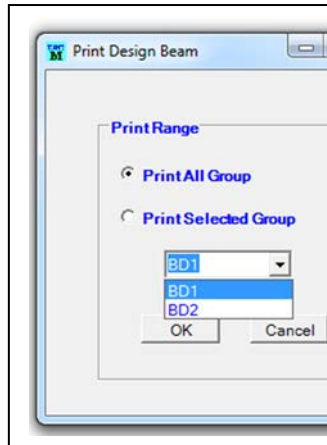 Print Design Beam
Print Range
Print All Group
Print Selected Group
BD1
BD1
BD2
OK Cancel